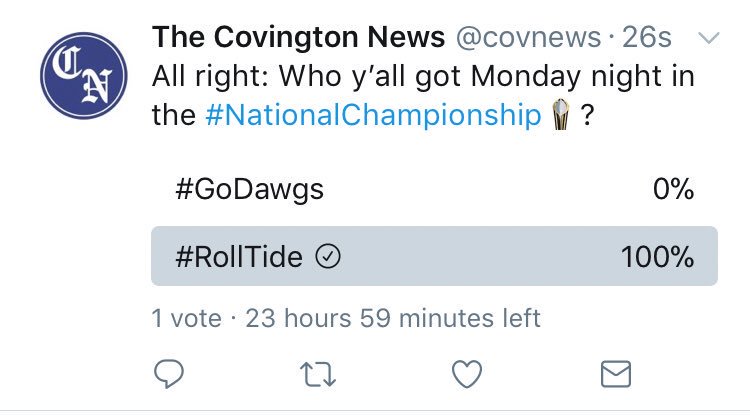 CN
The Covington News @covnews · 26s
All right: Who y’all got Monday night in
the #NationalChampionship ?
#GoDawgs 0%
#RollTide 100%
1 vote · 23 hours 59 minutes left